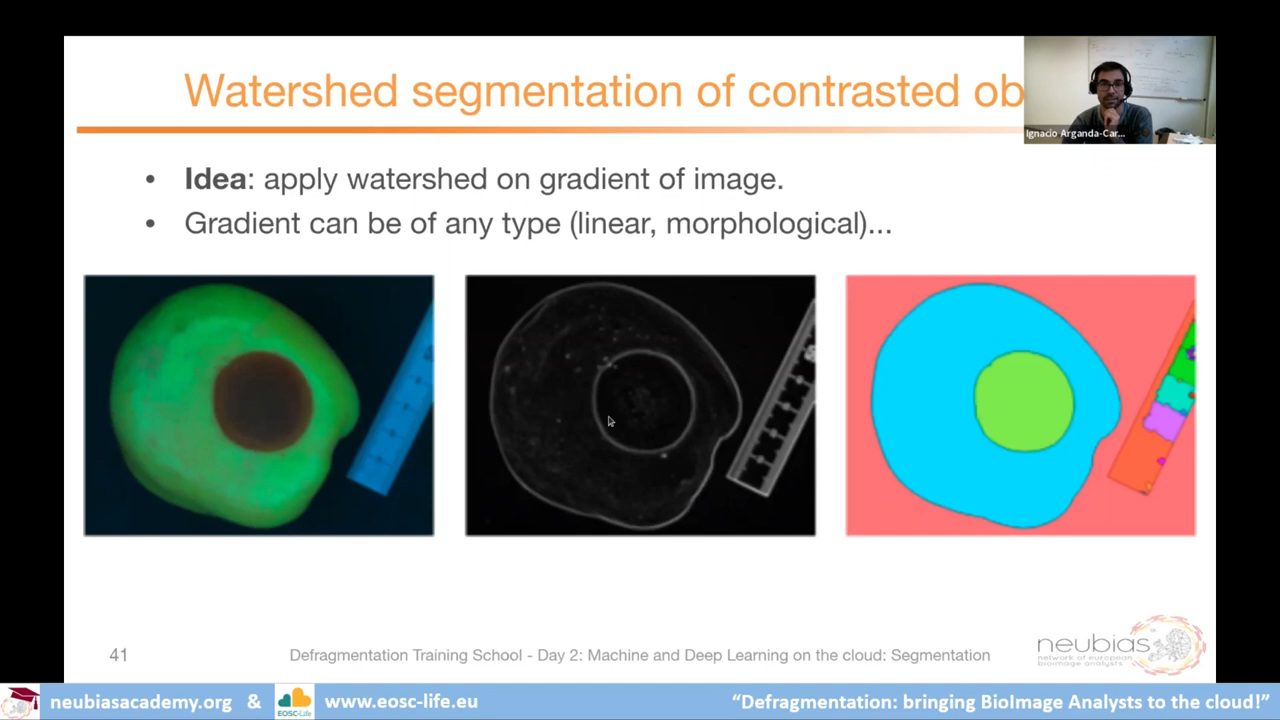 Watershed segmentation of contrasted ob
Ignacio Arganda-Car...
• Idea: apply watershed on gradient of image.
• Gradient can be of any type (linear, morphological)...
41
Defragmentation Training School - Day 2: Machine and Deep Learning on the cloud: Segmentation
neubias
network of european
bioimage analysts
neubiasacademy.org & EOSC-Life www.eosc-life.eu "Defragmentation: bringing BioImage Analysts to the cloud!"